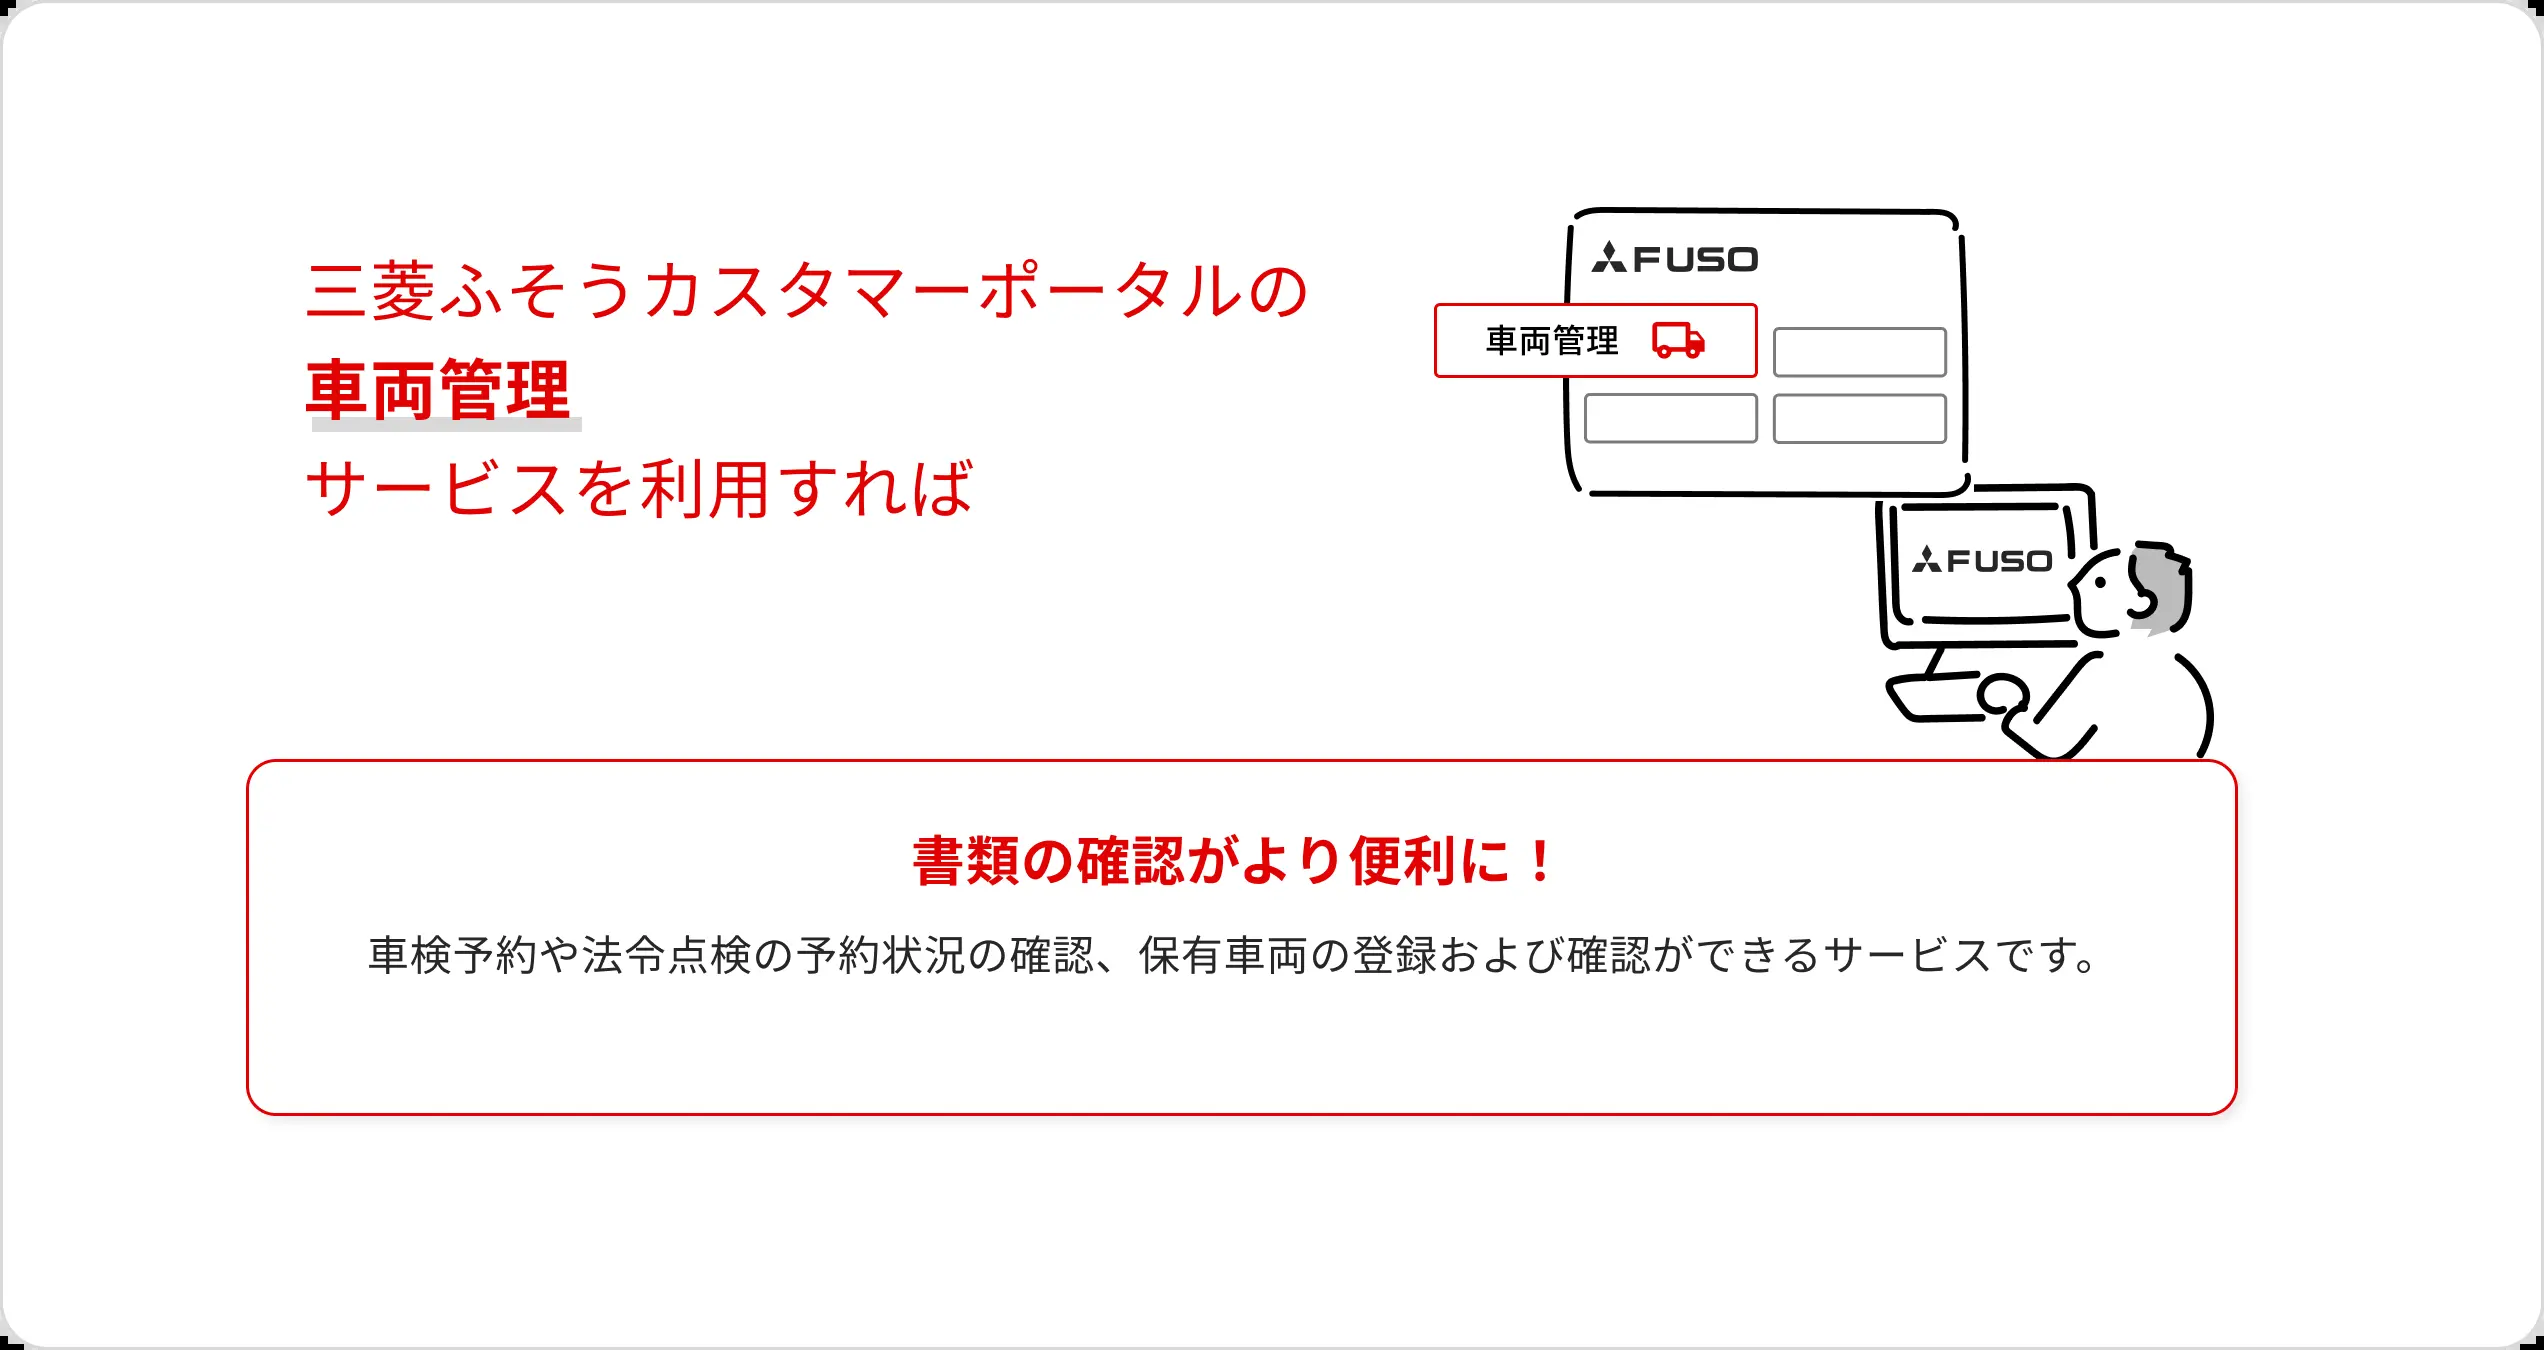 三菱ふそうカスタマーポータルの
車両管理
サービスを利用すれば
FUSO
車両管理
FUSO
書類の確認がより便利に！
車検予約や法令点検の予約状況の確認、保有車両の登録および確認ができるサービスです。